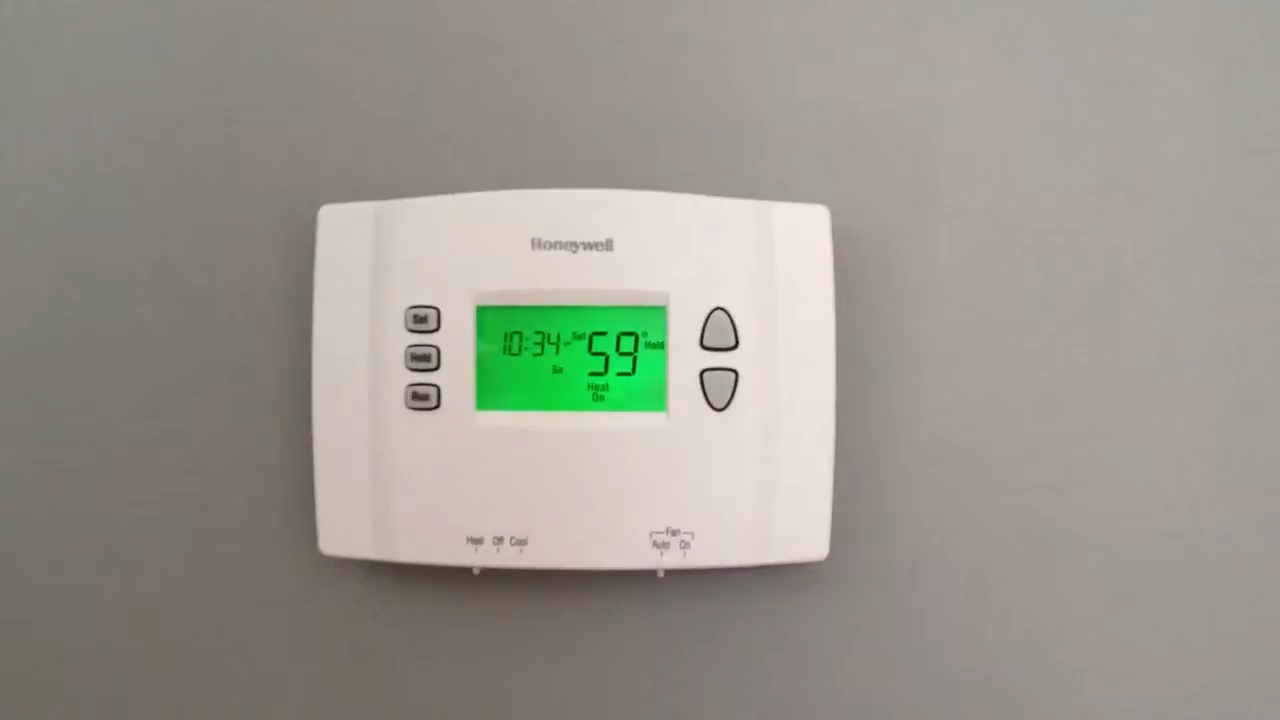 Honeywell
Set
10:34 Set 59° Hold
Hold
Sa
Heat
On
Run
Fan
Heat Off Cool Auto On